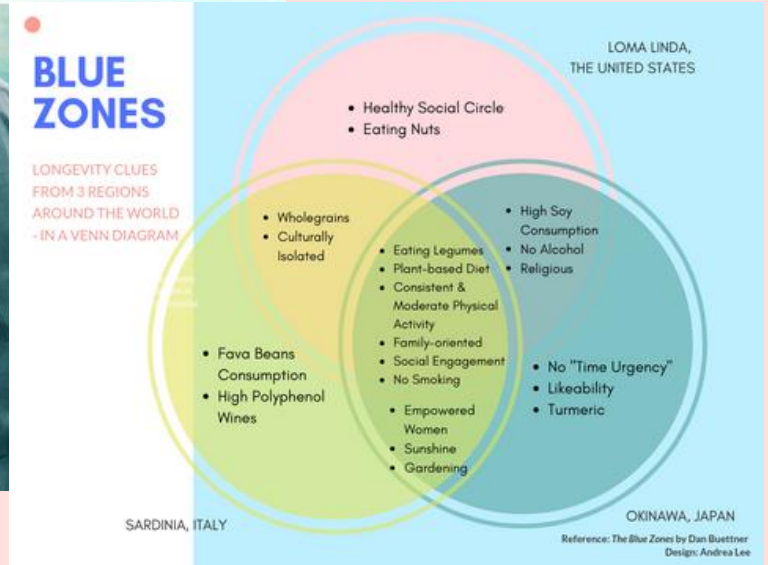 BLUE
ZONES
LONGEVITY CLUES
FROM 3 REGIONS
AROUND THE WORLD
- IN A VENN DIAGRAM
LOMA LINDA,
THE UNITED STATES
• Healthy Social Circle
• Eating Nuts
• Wholegrains
• Culturally
Isolated
• High Soy
Consumption
• No Alcohol
• Religious
• Eating Legumes
• Plant-based Diet
• Consistent &
Moderate Physical
Activity
• Family-oriented
• Social Engagement
• No Smoking
• Fava Beans
Consumption
• High Polyphenol
Wines
• Empowered
Women
• Sunshine
• Gardening
• No "Time Urgency"
• Likeability
• Turmeric
SARDINIA, ITALY
OKINAWA, JAPAN
Reference: The Blue Zones by Dan Buettner
Design: Andrea Lee